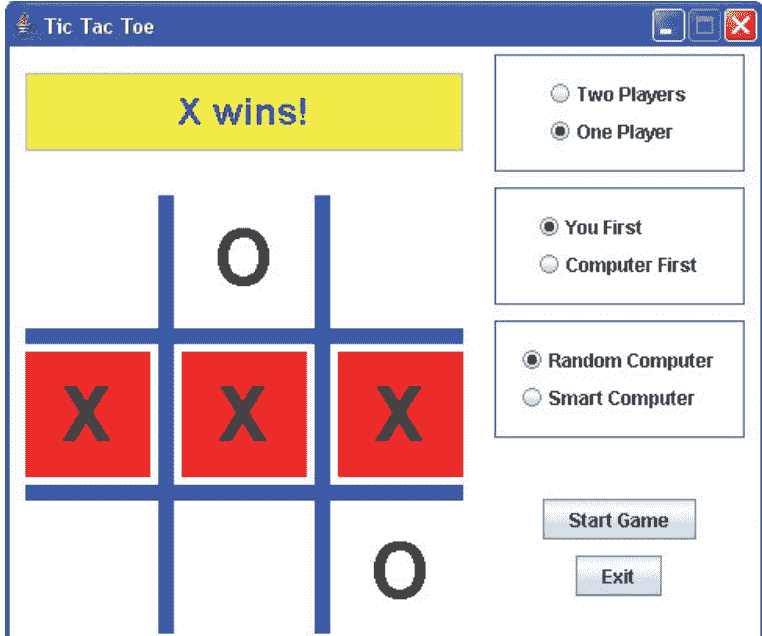 Tic Tac Toe
X wins!
Two Players
One Player
You First
Computer First
Random Computer
Smart Computer
O
X X X
O
Start Game
Exit